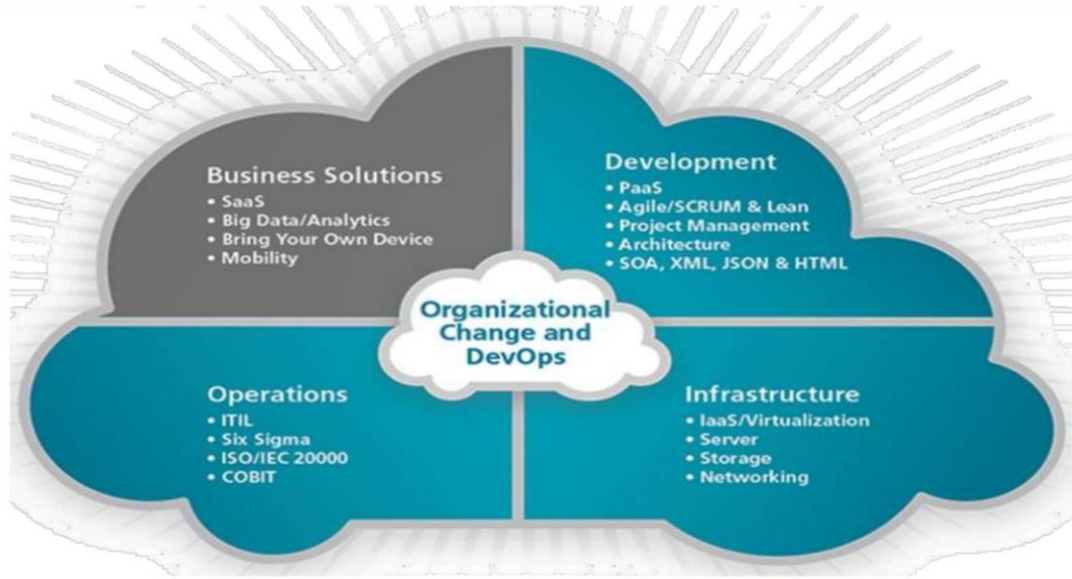 Business Solutions
• SaaS
• Big Data/Analytics
• Bring Your Own Device
• Mobility
Development
• PaaS
• Agile/SCRUM & Lean
• Project Management
• Architecture
• SOA, XML, JSON & HTML
Organizational
Change and
DevOps
Operations
• ITIL
• Six Sigma
• ISO/IEC 20000
• COBIT
Infrastructure
• IaaS/Virtualization
• Server
• Storage
• Networking